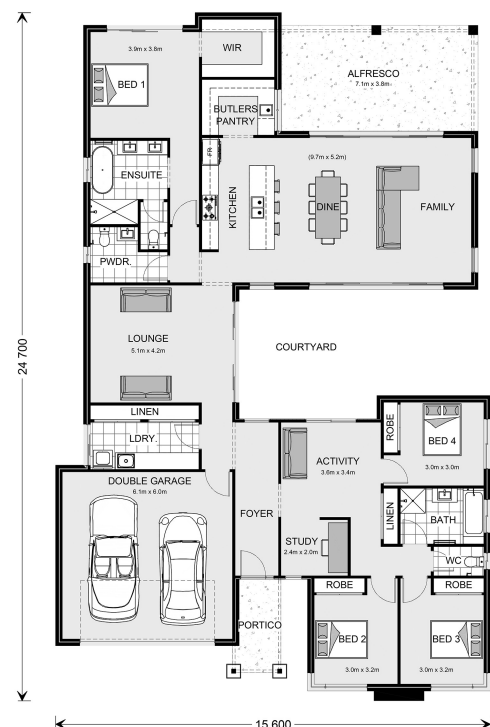 3.9m x 3.8m
WIR
BED 1
ALFRESCO
7.1m x 3.8m
BUTLERS
PANTRY
FR
ENSUITE
(9.7m x 5.2m)
KITCHEN
DINE
FAMILY
PWDR.
LOUNGE
5.1m x 4.2m
COURTYARD
24 700
LINEN
LDRY.
ROBE
BED 4
3.0m x 3.0m
ACTIVITY
3.6m x 3.4m
DOUBLE GARAGE
6.1m x 6.0m
FOYER
LINEN
BATH
STUDY
2.4m x 2.0m
WC
ROBE
ROBE
PORTICO
BED 2
BED 3
3.0m x 3.2m
3.0m x 3.2m
15 600